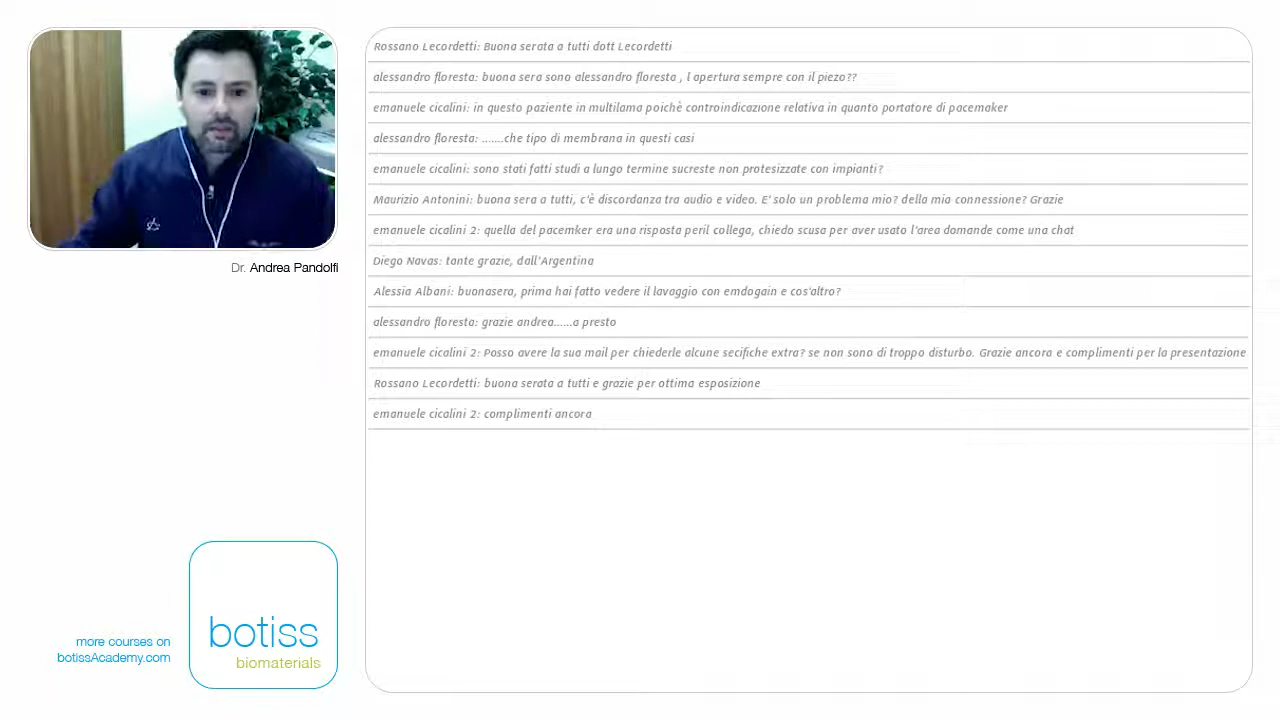 Rossano Lecordetti: Buona serata a tutti dott Lecordetti
alessandro floresta: buona sera sono alessandro floresta , l apertura sempre con il piezo??
emanuele cicalini: in questo paziente in multilama poichè controindicazione relativa in quanto portatore di pacemaker
alessandro floresta: .......che tipo di membrana in questi casi
emanuele cicalini: sono stati fatti studi a lungo termine sucreste non protesizzate con impianti?
Maurizio Antonini: buona sera a tutti, c'è discordanza tra audio e video. E' solo un problema mio? della mia connessione? Grazie
emanuele cicalini 2: quella del pacemker era una risposta peril collega, chiedo scusa per aver usato l'area domande come una chat
Diego Navas: tante grazie, dall'Argentina
Alessia Albani: buonasera, prima hai fatto vedere il lavaggio con emdogain e cos'altro?
alessandro floresta: grazie andrea......a presto
emanuele cicalini 2: Posso avere la sua mail per chiederle alcune secifiche extra? se non sono di troppo disturbo. Grazie ancora e complimenti per la presentazione
Rossano Lecordetti: buona serata a tutti e grazie per ottima esposizione
emanuele cicalini 2: complimenti ancora
Dr. Andrea Pandolfi
more courses on
botissAcademy.com
botiss
biomaterials